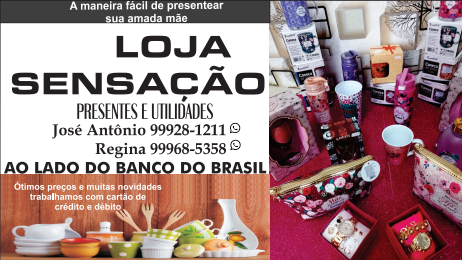 A maneira fácil de presentear
sua amada mãe
LOJA
SENSAÇÃO
PRESENTES E UTILIDADES
José Antônio 99928-1211
Regina 99968-5358
AO LADO DO BANCO DO BRASIL
Ótimos preços e muitas novidades
trabalhamos com cartão de
crédito e débito